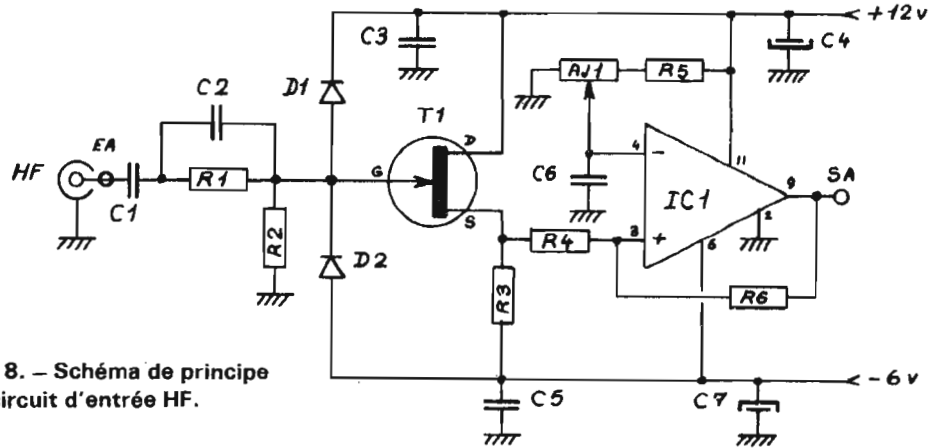 +12v
C3
C4
D1
C2
T1
AJ1
R5
HF
EA
C1
R1
G
D
S
4
-
C6
11
IC1
9
SA
R2
D2
R4
3
+
6
2
R3
R6
8. – Schéma de principe
ircuit d'entrée HF.
C5
C7
-6v